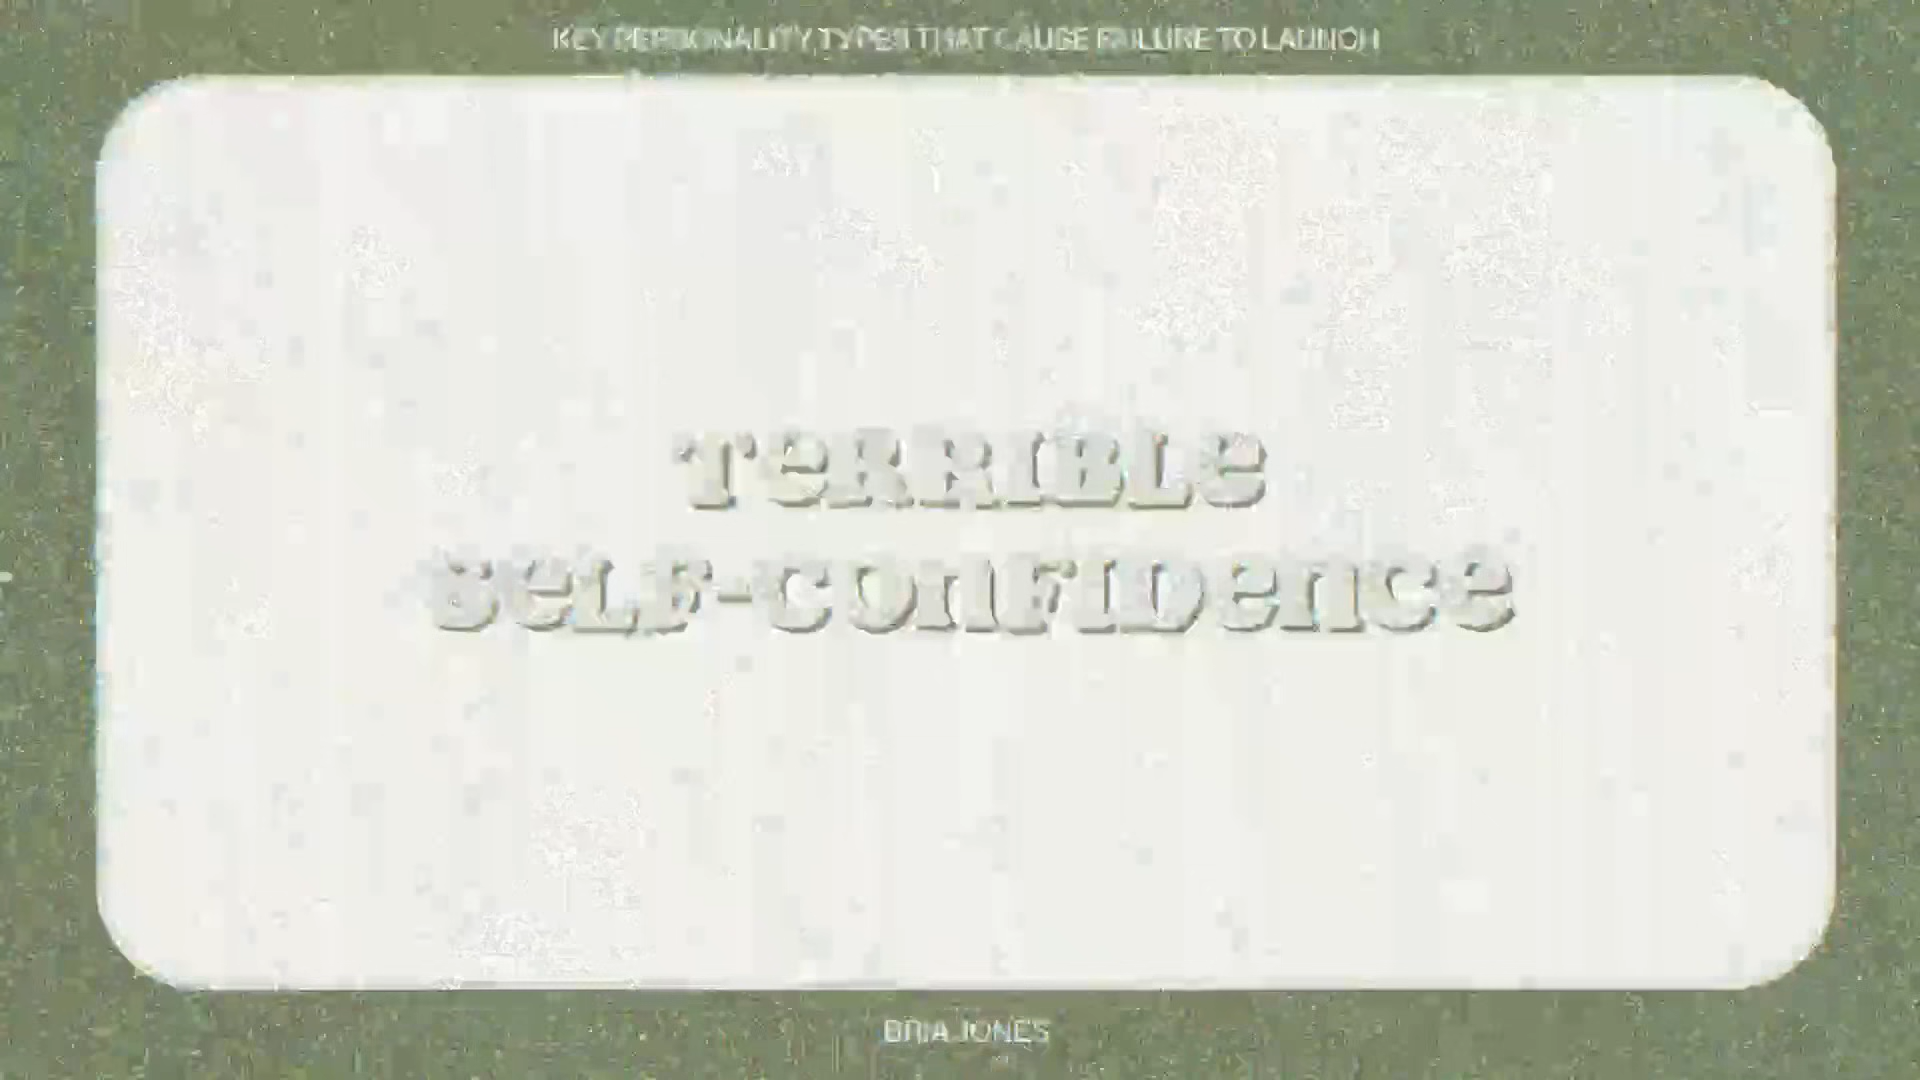 KEY PERSONALITY TYPES THAT CAUSE FAILURE TO LAUNCH
TeRRIBLe
SeLF-COnFIDence
BRIA JONES